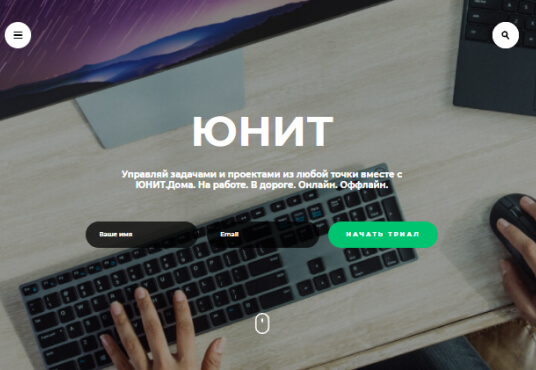 ЮНИТ
Управляй задачами и проектами из любой точки вместе с
ЮНИТ.Дома. На работе. В дороге. Онлайн. Оффлайн.
Ваше имя
Email
НАЧАТЬ ТРИАЛ